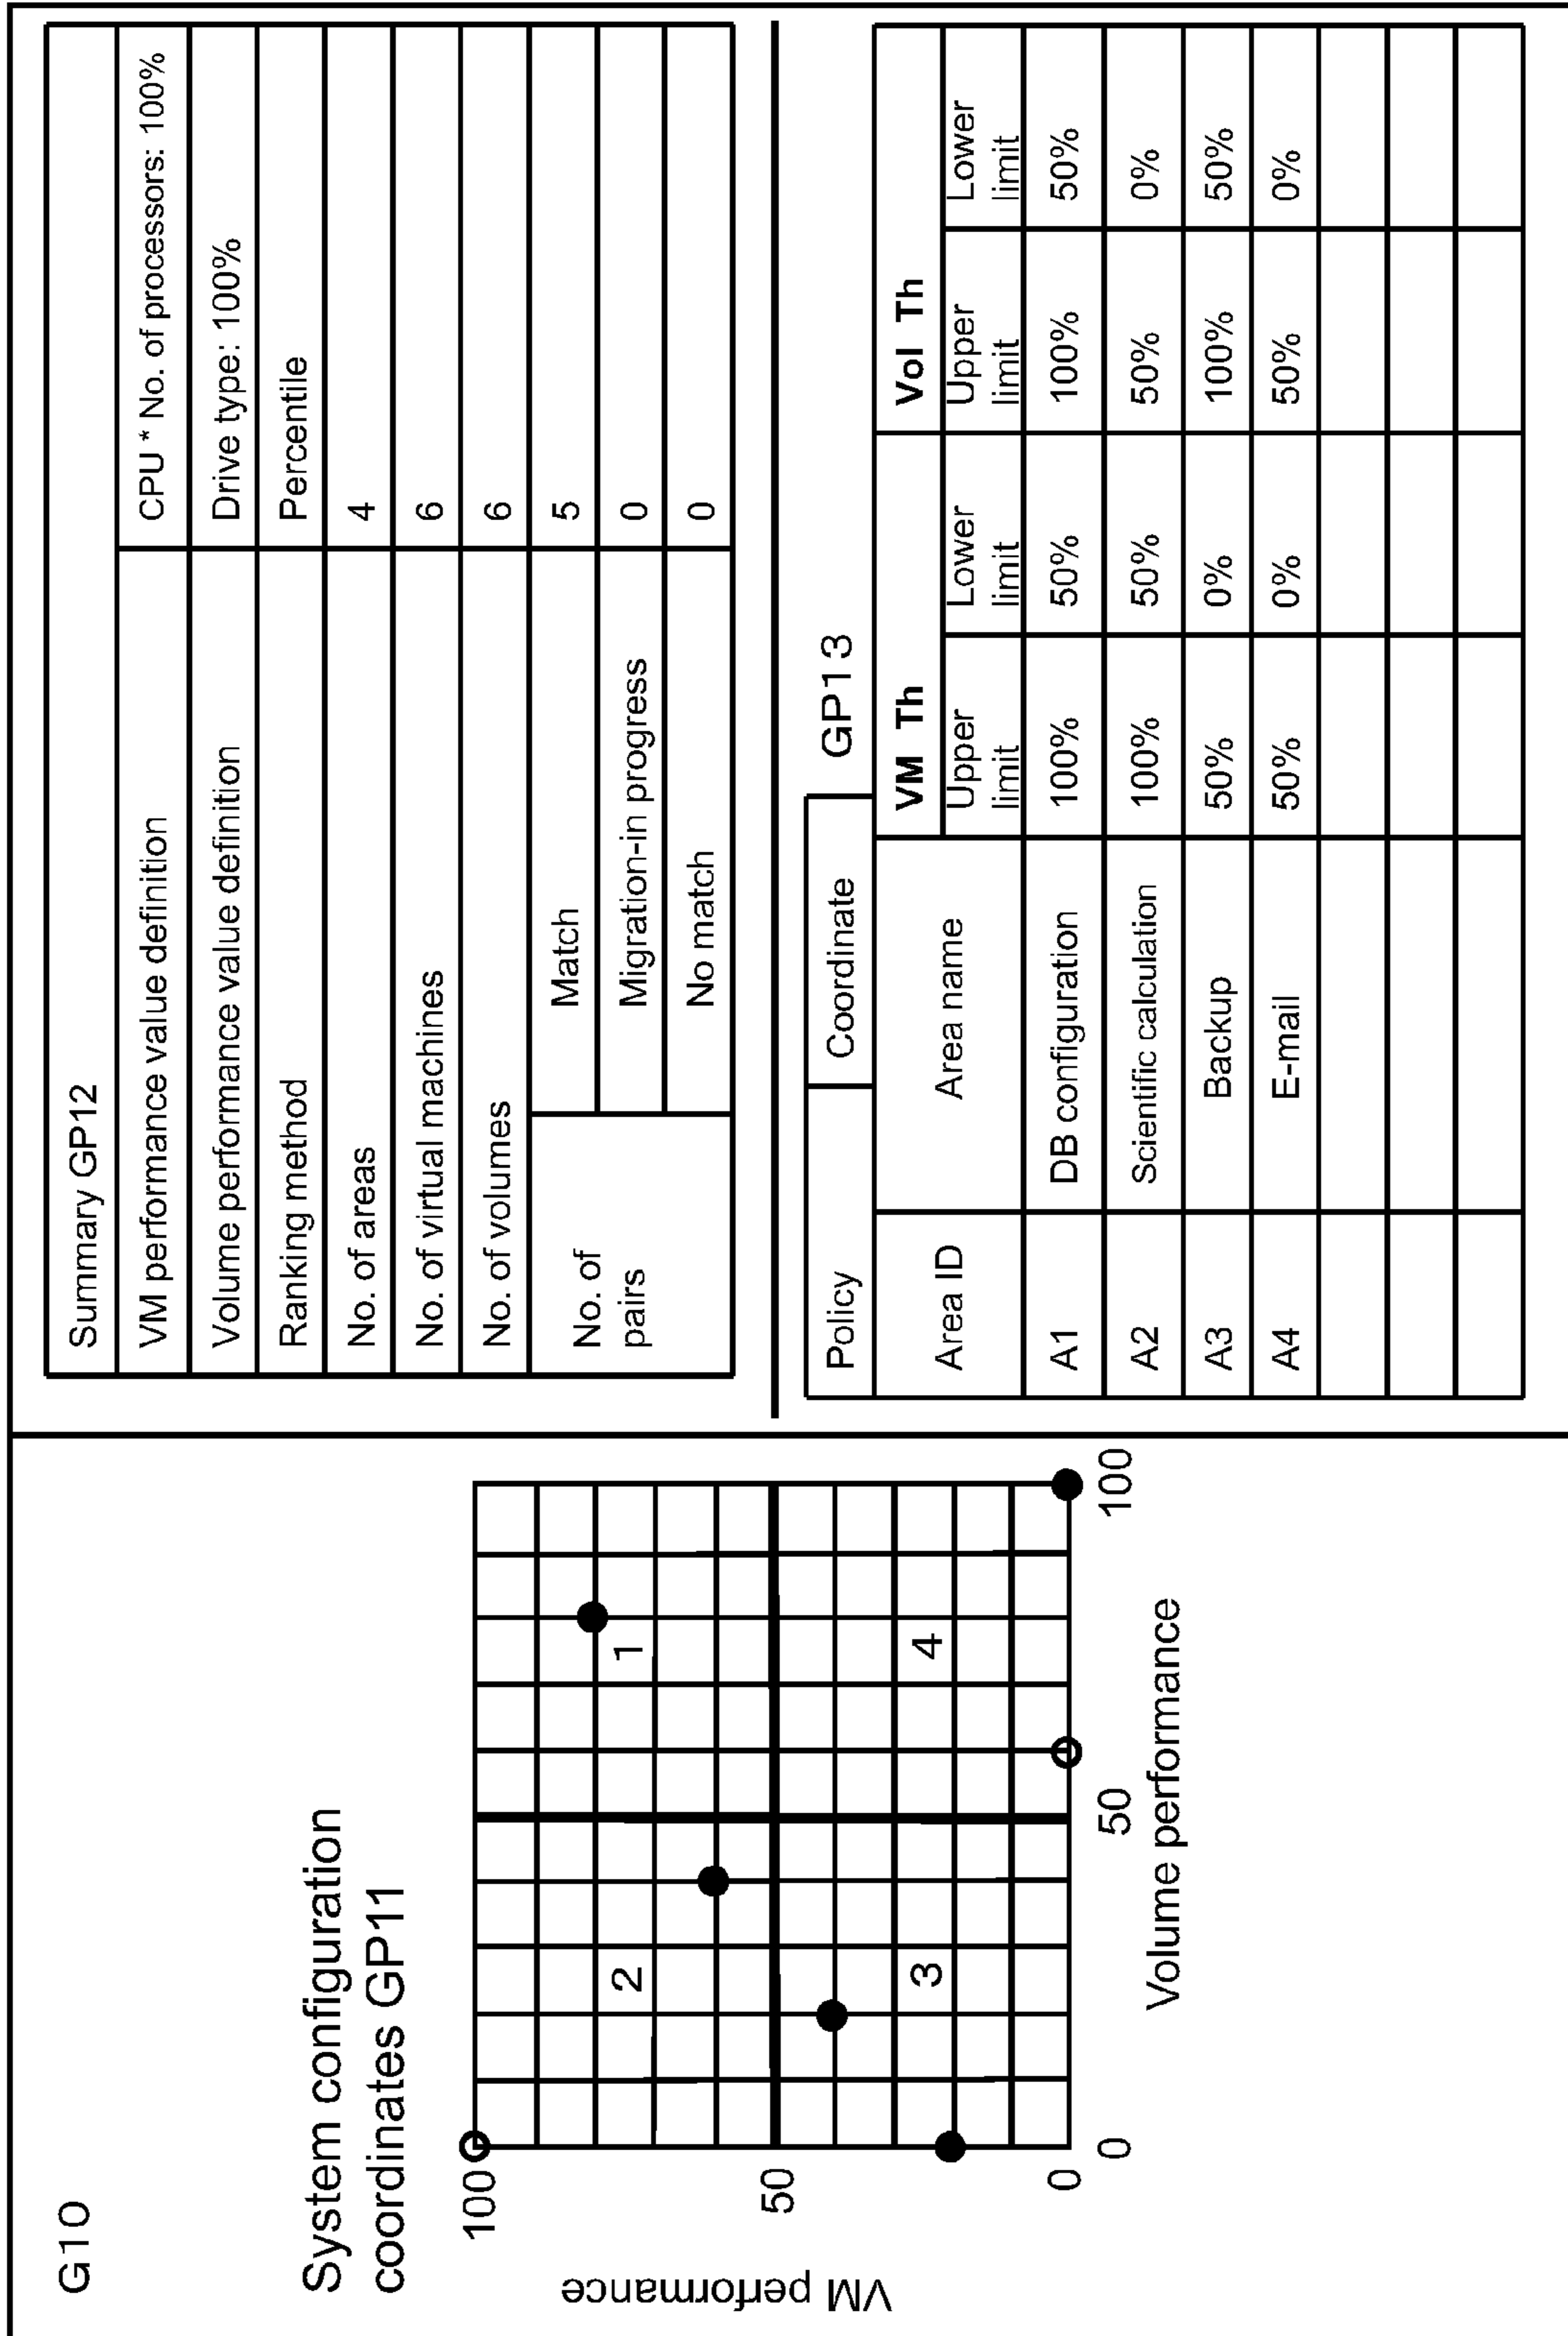 G10
System configuration
coordinates GP11
VM performance
100
50
0
1
2
3
4
0
50
100
Volume performance
Summary GP12
VM performance value definition CPU * No. of processors: 100%
Volume performance value definition Drive type: 100%
Ranking method Percentile
No. of areas 4
No. of virtual machines 6
No. of volumes 6
No. of pairs Match 5
Migration-in progress 0
No match 0
Policy Coordinate GP13
Area ID Area name VM Th Vol Th
Upper limit Lower limit Upper limit Lower limit
A1 DB configuration 100% 50% 100% 50%
A2 Scientific calculation 100% 50% 50% 0%
A3 Backup 50% 0% 100% 50%
A4 E-mail 50% 0% 50% 0%